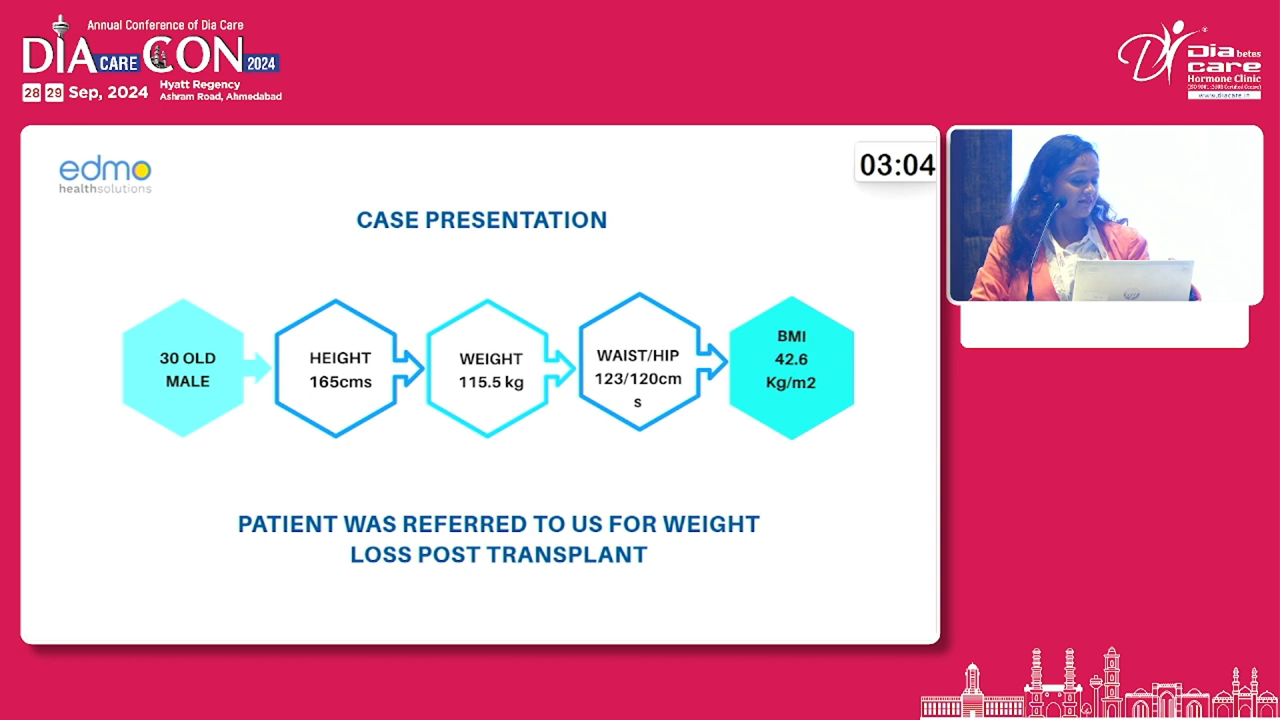 Annual Conference of Dia Care
DIA CARE CON 2024
28 29 Sep, 2024
Hyatt Regency
Ashram Road, Ahmedabad
Dia betes
care
Hormone Clinic
www.diacare.in
edmo
healthsolutions
03:04
CASE PRESENTATION
30 OLD
MALE
HEIGHT
165cms
WEIGHT
115.5 kg
WAIST/HIP
123/120cm
s
BMI
42.6
Kg/m2
PATIENT WAS REFERRED TO US FOR WEIGHT
LOSS POST TRANSPLANT